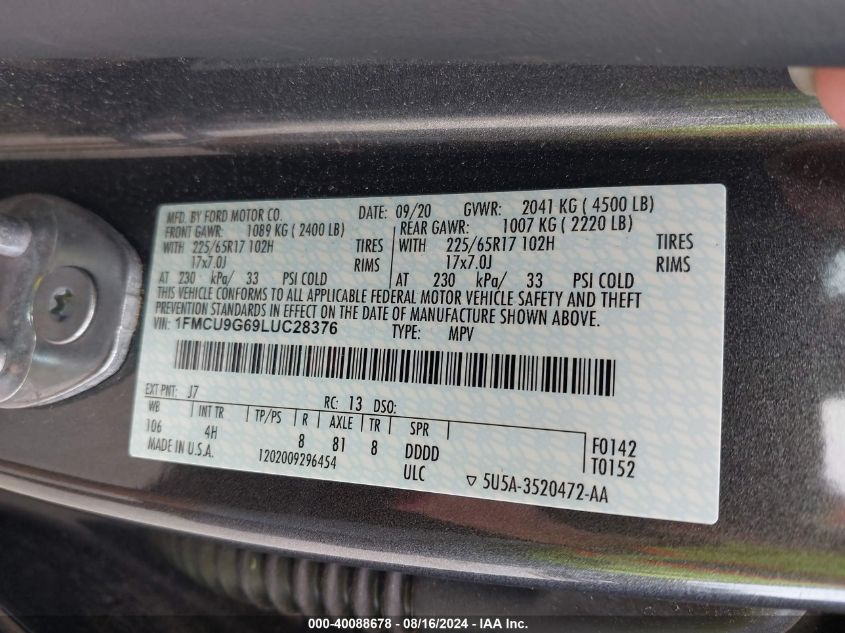 MFD. BY FORD MOTOR CO. DATE: 09/20 GVWR: 2041 KG ( 4500 LB)
FRONT GAWR: 1089 KG ( 2400 LB) REAR GAWR: 1007 KG ( 2220 LB)
WITH 225/65R17 102H TIRES WITH 225/65R17 102H TIRES
17x7.0J RIMS 17x7.0J RIMS
AT 230 kPa/ 33 PSI COLD AT 230 kPa/ 33 PSI COLD
THIS VEHICLE CONFORMS TO ALL APPLICABLE FEDERAL MOTOR VEHICLE SAFETY AND THEFT
PREVENTION STANDARDS IN EFFECT ON THE DATE OF MANUFACTURE SHOWN ABOVE.
VIN: 1FMCU9G69LUC28376 TYPE: MPV
EXT PNT: J7 RC: 13 DSO:
WB INT TR TP/PS R AXLE TR SPR
106 4H 8 81 8 DDDD F0142
MADE IN U.S.A. 1202009296454 ULC T0152
▽ 5U5A-3520472-AA
000-40088678 - 08/16/2024 - IAA Inc.